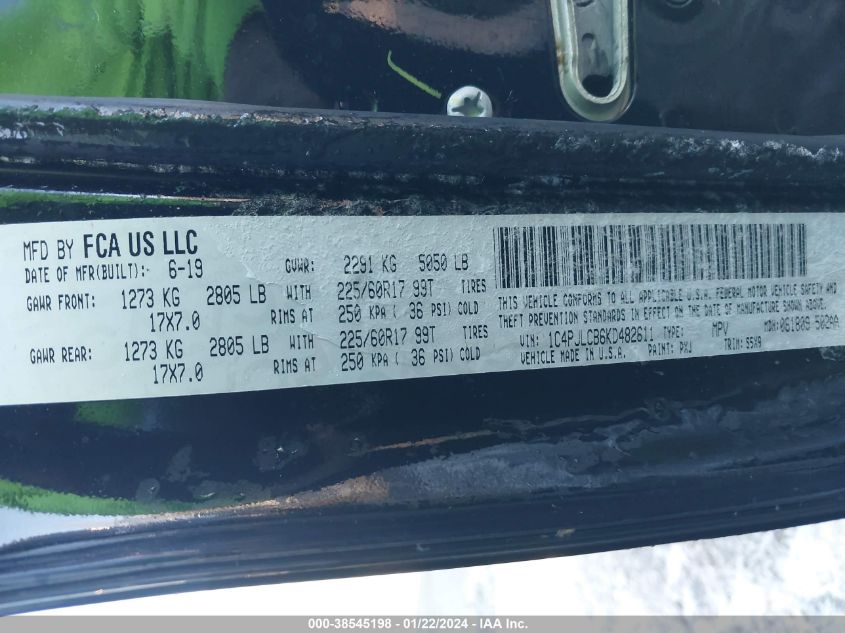 MFD BY FCA US LLC
DATE OF MFR(BUILT):- 6-19 GVWR: 2291 KG 5050 LB
GAWR FRONT: 1273 KG 2805 LB WITH 225/60R17 99T TIRES
17X7.0 RIMS AT 250 KPA ( 36 PSI) COLD
GAWR REAR: 1273 KG 2805 LB WITH 225/60R17 99T TIRES
17X7.0 RIMS AT 250 KPA ( 36 PSI) COLD
THIS VEHICLE CONFORMS TO ALL APPLICABLE U.S.A. FEDERAL MOTOR VEHICLE SAFETY AND
THEFT PREVENTION STANDARDS IN EFFECT ON THE DATE OF MANUFACTURE SHOWN ABOVE.
VIN: 1C4PJLCB6KD482611 TYPE: MPV MDH: 061809 502AA
VEHICLE MADE IN U.S.A. PAINT: PXJ TRIM: S5X9
000-38545198 - 01/22/2024 - IAA Inc.